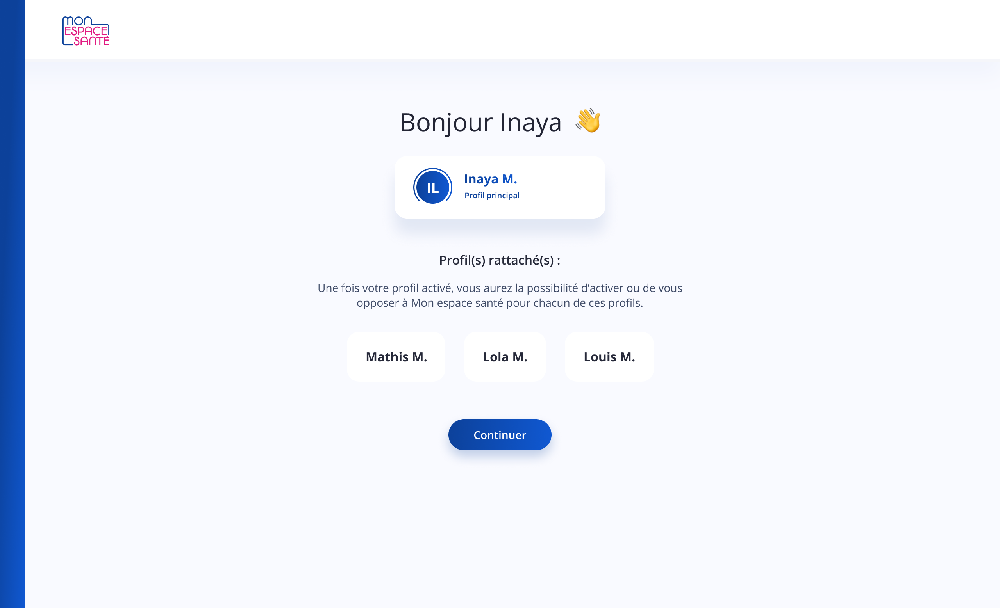 MON
ESPACE
SANTÉ
Bonjour Inaya 👋
IL
Inaya M.
Profil principal
Profil(s) rattaché(s) :
Une fois votre profil activé, vous aurez la possibilité d’activer ou de vous
opposer à Mon espace santé pour chacun de ces profils.
Mathis M.
Lola M.
Louis M.
Continuer